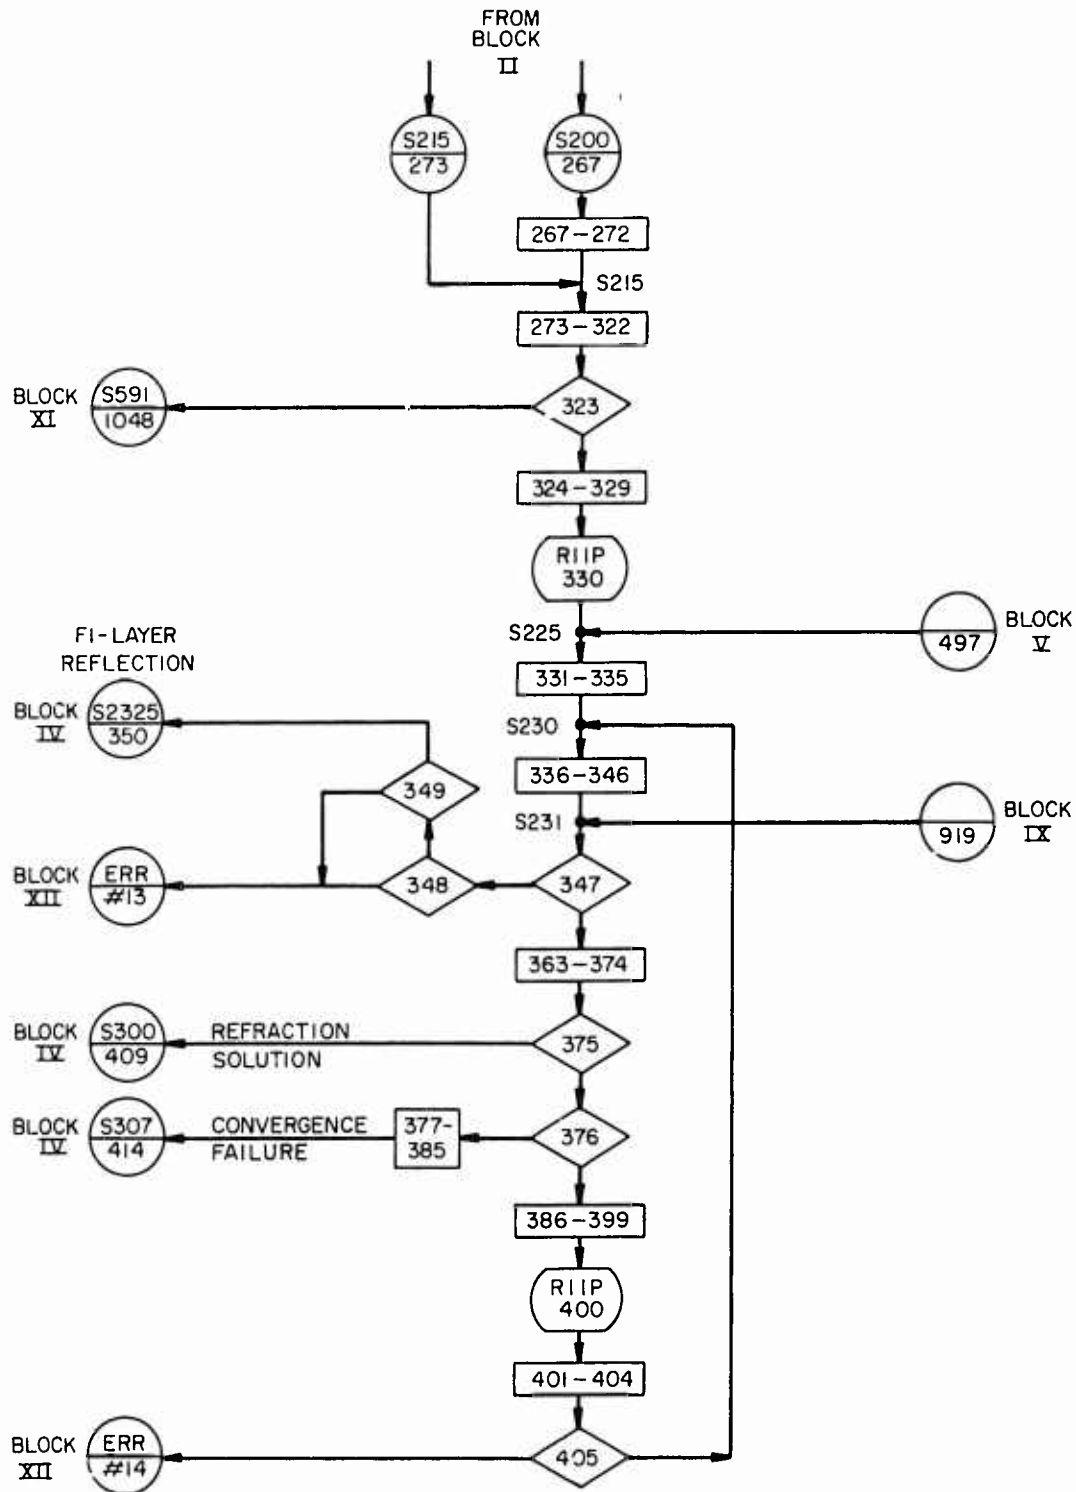 FROM
BLOCK
II
S215
273
S200
267
267-272
S215
273-322
BLOCK
XI
S591
1048
323
324-329
RIIP
330
S225
497
BLOCK
V
F1-LAYER
REFLECTION
331-335
BLOCK
IV
S2325
350
S230
349
336-346
S231
919
BLOCK
IX
BLOCK
XII
ERR
#13
348
347
363-374
BLOCK
IV
S300
409
REFRACTION
SOLUTION
375
BLOCK
IV
S307
414
CONVERGENCE
FAILURE
377-
385
376
386-399
RIIP
400
401-404
BLOCK
XII
ERR
#14
405